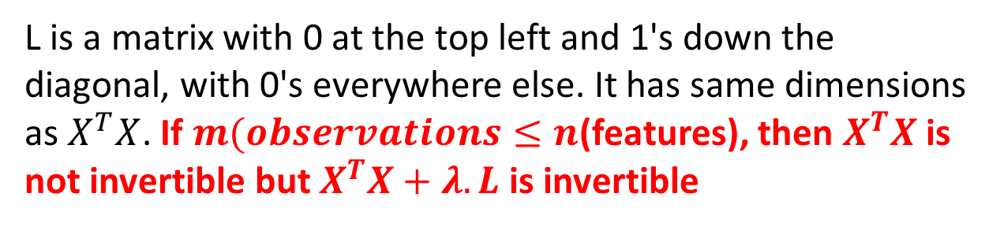 L is a matrix with 0 at the top left and 1's down the
diagonal, with 0's everywhere else. It has same dimensions
as $X^T X$. If $m(observations \leq n$(features), then $X^T X$ is
not invertible but $X^T X + \lambda. L$ is invertible